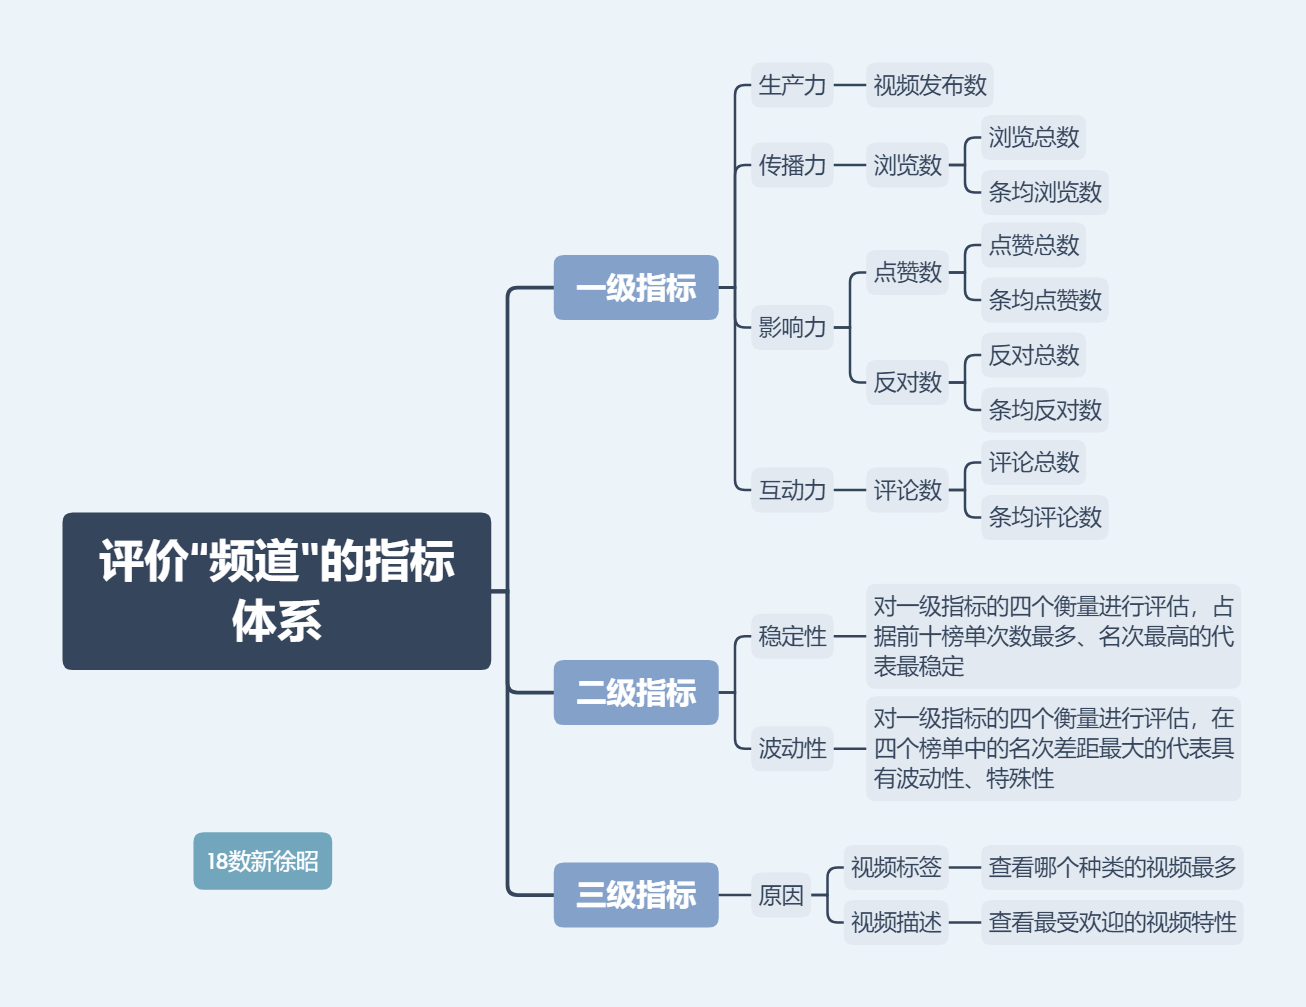 评价“频道"的指标
体系
一级指标
生产力
视频发布数
传播力
浏览数
浏览总数
条均浏览数
影响力
点赞数
点赞总数
条均点赞数
反对数
反对总数
条均反对数
互动力
评论数
评论总数
条均评论数
二级指标
稳定性
对一级指标的四个衡量进行评估，占
据前十榜单次数最多、名次最高的代
表最稳定
波动性
对一级指标的四个衡量进行评估，在
四个榜单中的名次差距最大的代表具
有波动性、特殊性
三级指标
原因
视频标签
查看哪个种类的视频最多
视频描述
查看最受欢迎的视频特性
18数新徐昭